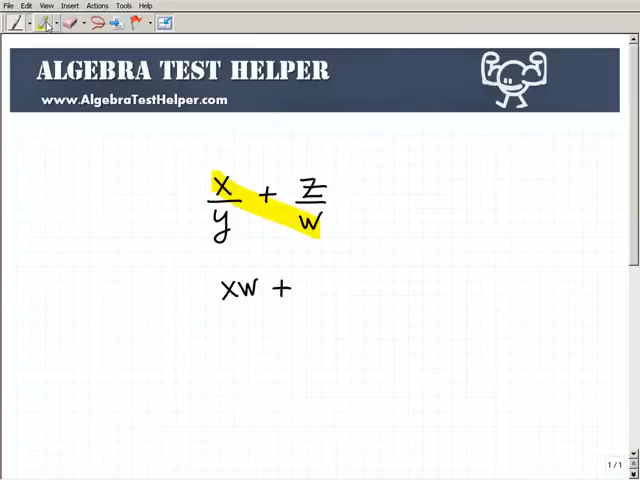 File Edit View Insert Actions Tools Help
ALGEBRA TEST HELPER
www.AlgebraTestHelper.com
x/y + z/w
xw +
1/1